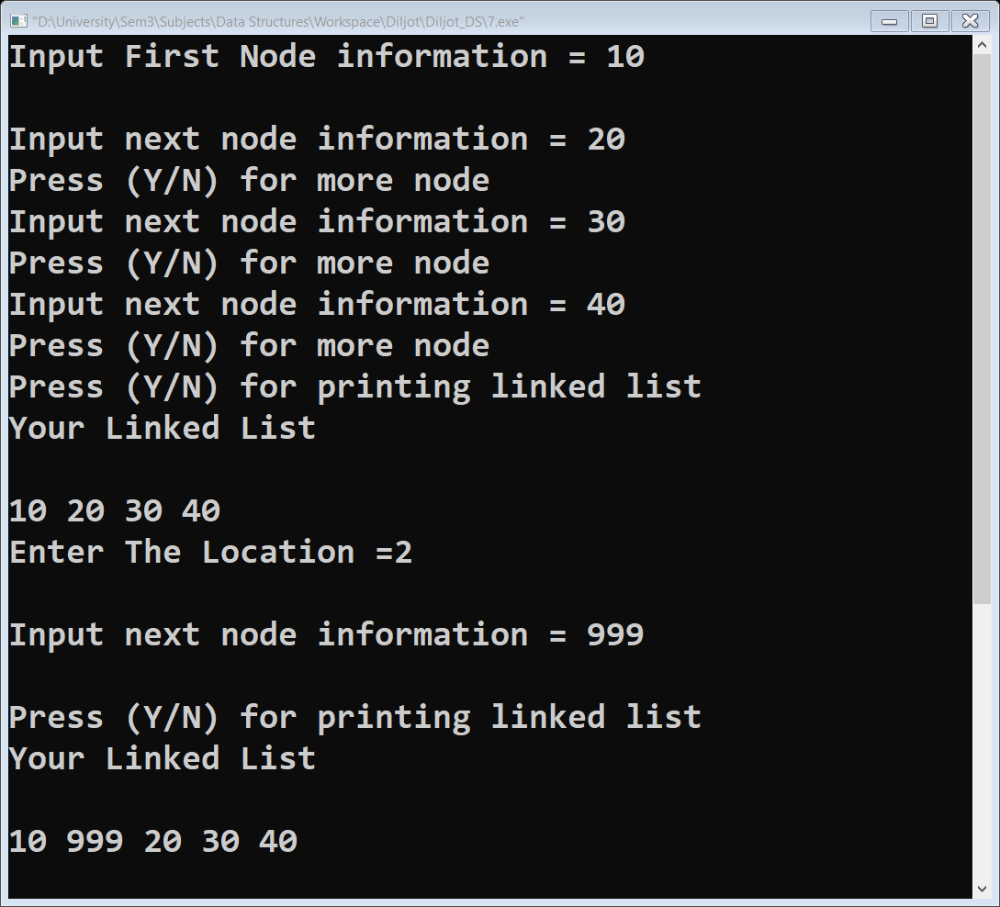 "D:\University\Sem3\Subjects\Data Structures\Workspace\Diljot\Diljot_DS\7.exe"
Input First Node information = 10
Input next node information = 20
Press (Y/N) for more node
Input next node information = 30
Press (Y/N) for more node
Input next node information = 40
Press (Y/N) for more node
Press (Y/N) for printing linked list
Your Linked List
10 20 30 40
Enter The Location =2
Input next node information = 999
Press (Y/N) for printing linked list
Your Linked List
10 999 20 30 40